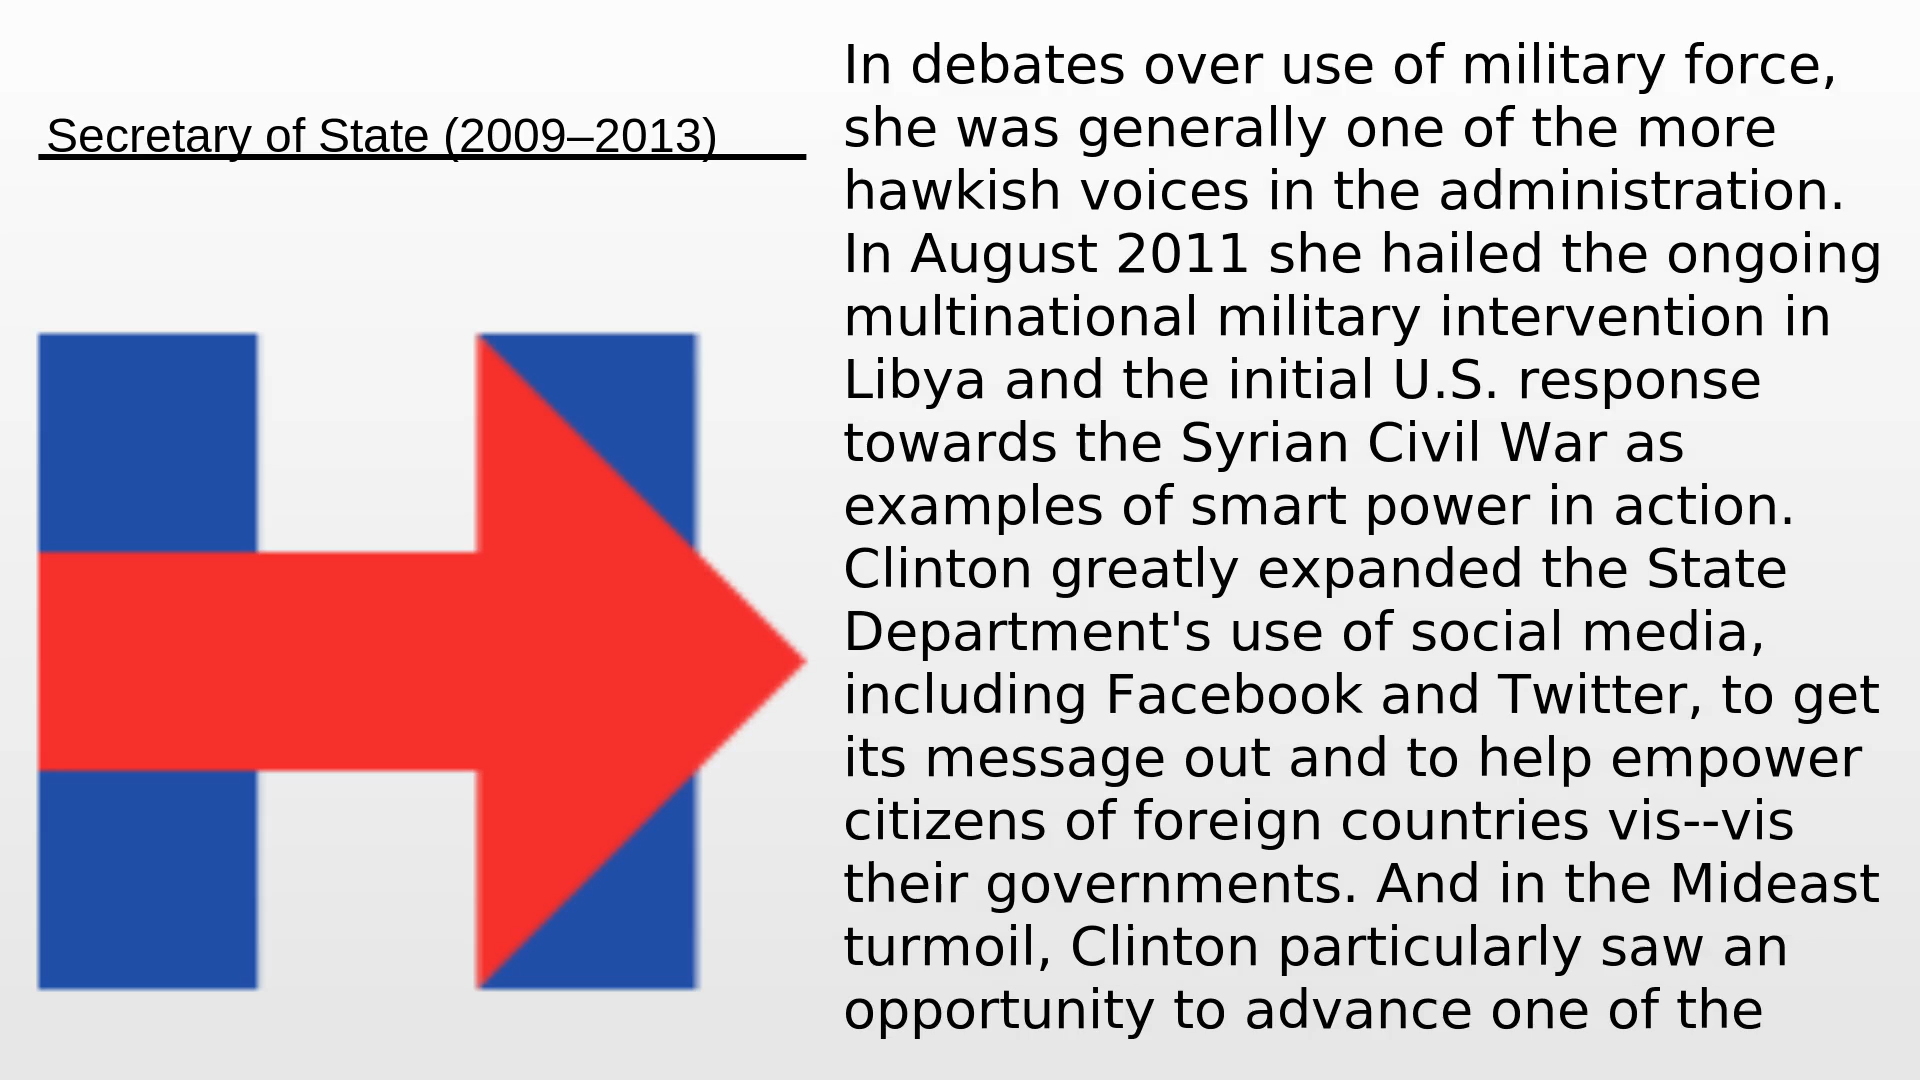 Secretary of State (2009–2013)
In debates over use of military force,
she was generally one of the more
hawkish voices in the administration.
In August 2011 she hailed the ongoing
multinational military intervention in
Libya and the initial U.S. response
towards the Syrian Civil War as
examples of smart power in action.
Clinton greatly expanded the State
Department's use of social media,
including Facebook and Twitter, to get
its message out and to help empower
citizens of foreign countries vis--vis
their governments. And in the Mideast
turmoil, Clinton particularly saw an
opportunity to advance one of the